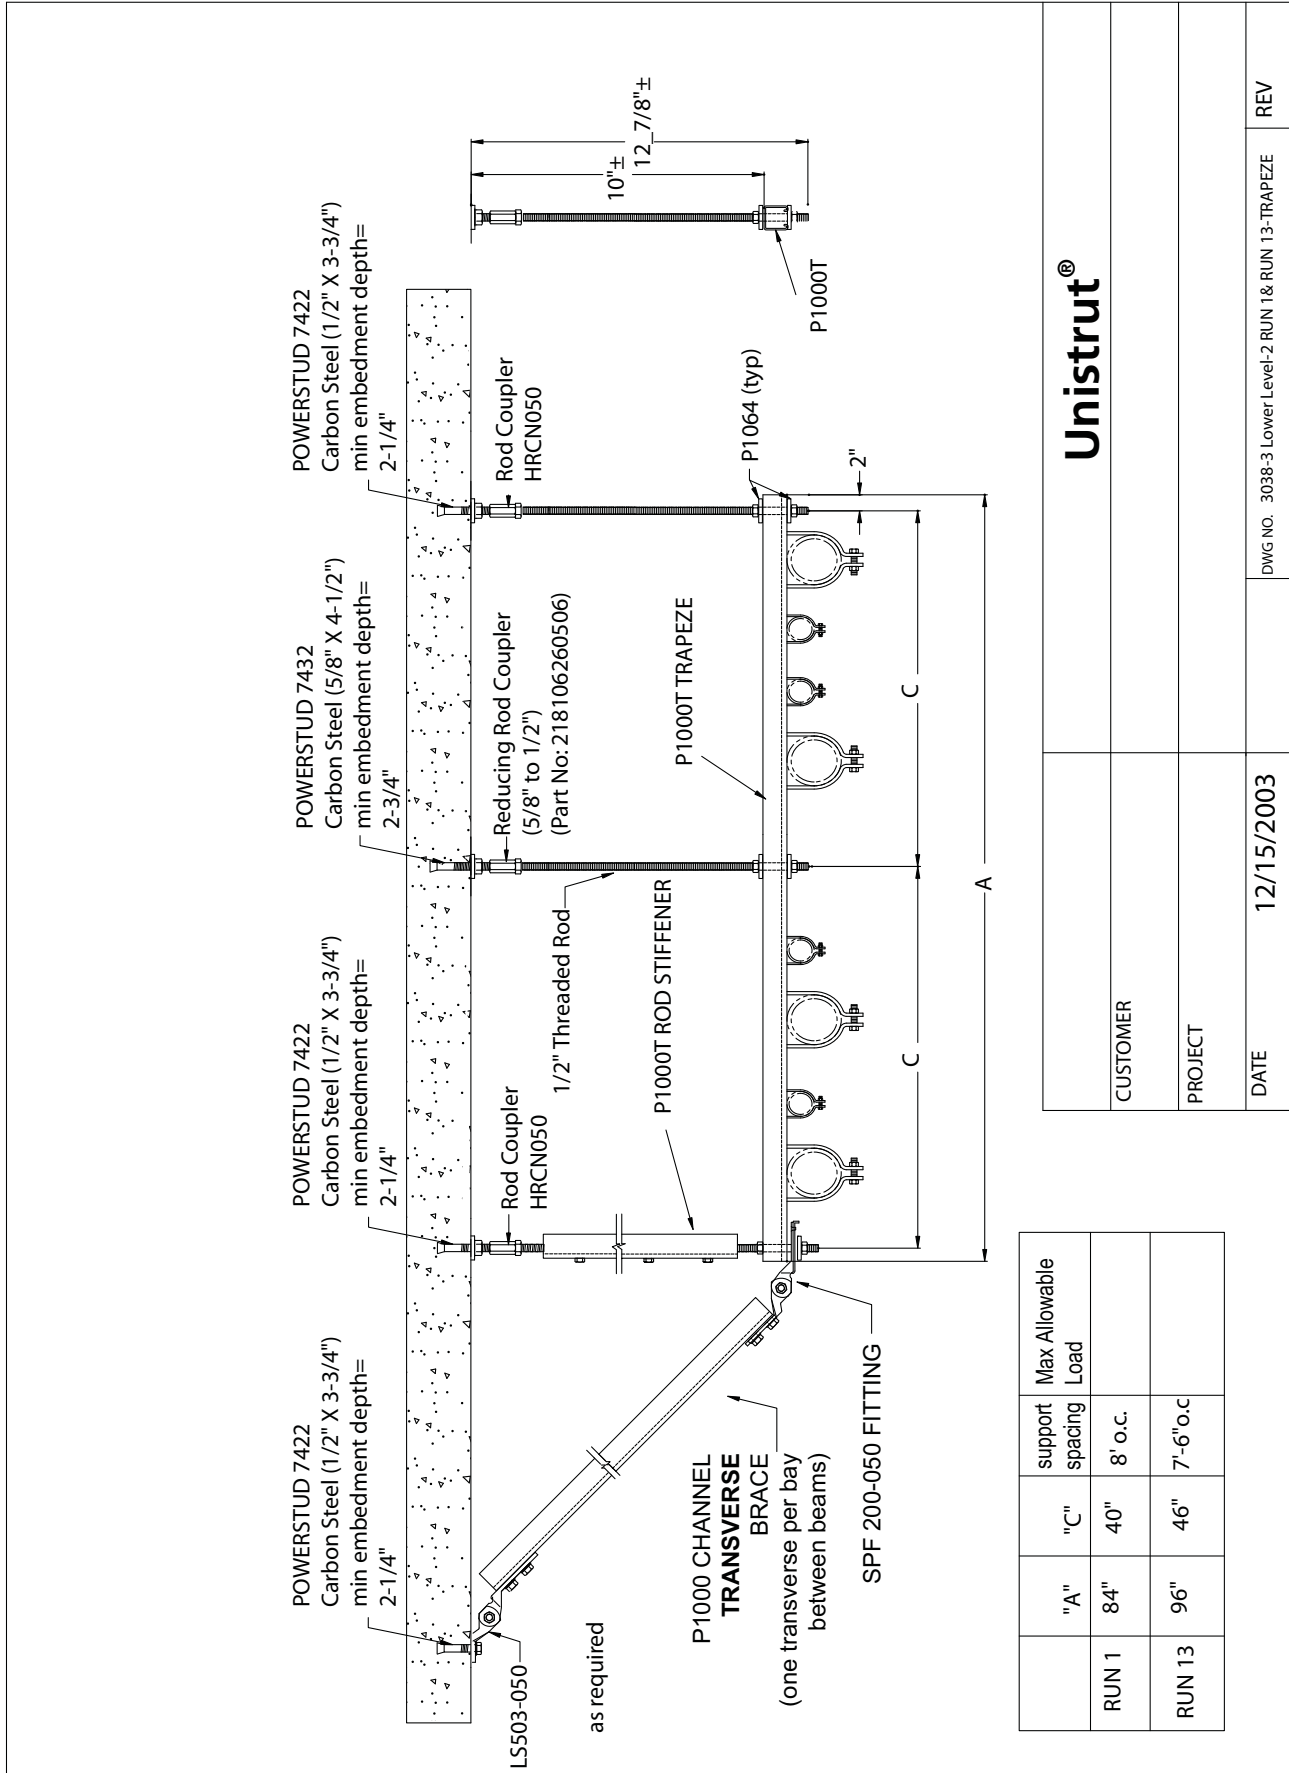 POWERSTUD 7422
Carbon Steel (1/2" X 3-3/4")
min embedment depth=
2-1/4"
POWERSTUD 7422
Carbon Steel (1/2" X 3-3/4")
min embedment depth=
2-1/4"
POWERSTUD 7432
Carbon Steel (5/8" X 4-1/2")
min embedment depth=
2-3/4"
POWERSTUD 7422
Carbon Steel (1/2" X 3-3/4")
min embedment depth=
2-1/4"
LS503-050
as required
Rod Coupler
HRCN050
1/2" Threaded Rod
Reducing Rod Coupler
(5/8" to 1/2")
(Part No: 218106260506)
Rod Coupler
HRCN050
10"±
12_7/8"±
P1000T ROD STIFFENER
P1000T TRAPEZE
P1064 (typ)
P1000T
2"
P1000 CHANNEL
TRANSVERSE
BRACE
(one transverse per bay
between beams)
SPF 200-050 FITTING
C
C
A
"A" "C" support spacing Max Allowable Load
RUN 1 84" 40" 8' o.c.
RUN 13 96" 46" 7'-6"o.c
Unistrut®
CUSTOMER
PROJECT
DATE 12/15/2003
DWG NO. 3038-3 Lower Level-2 RUN 1& RUN 13-TRAPEZE
REV